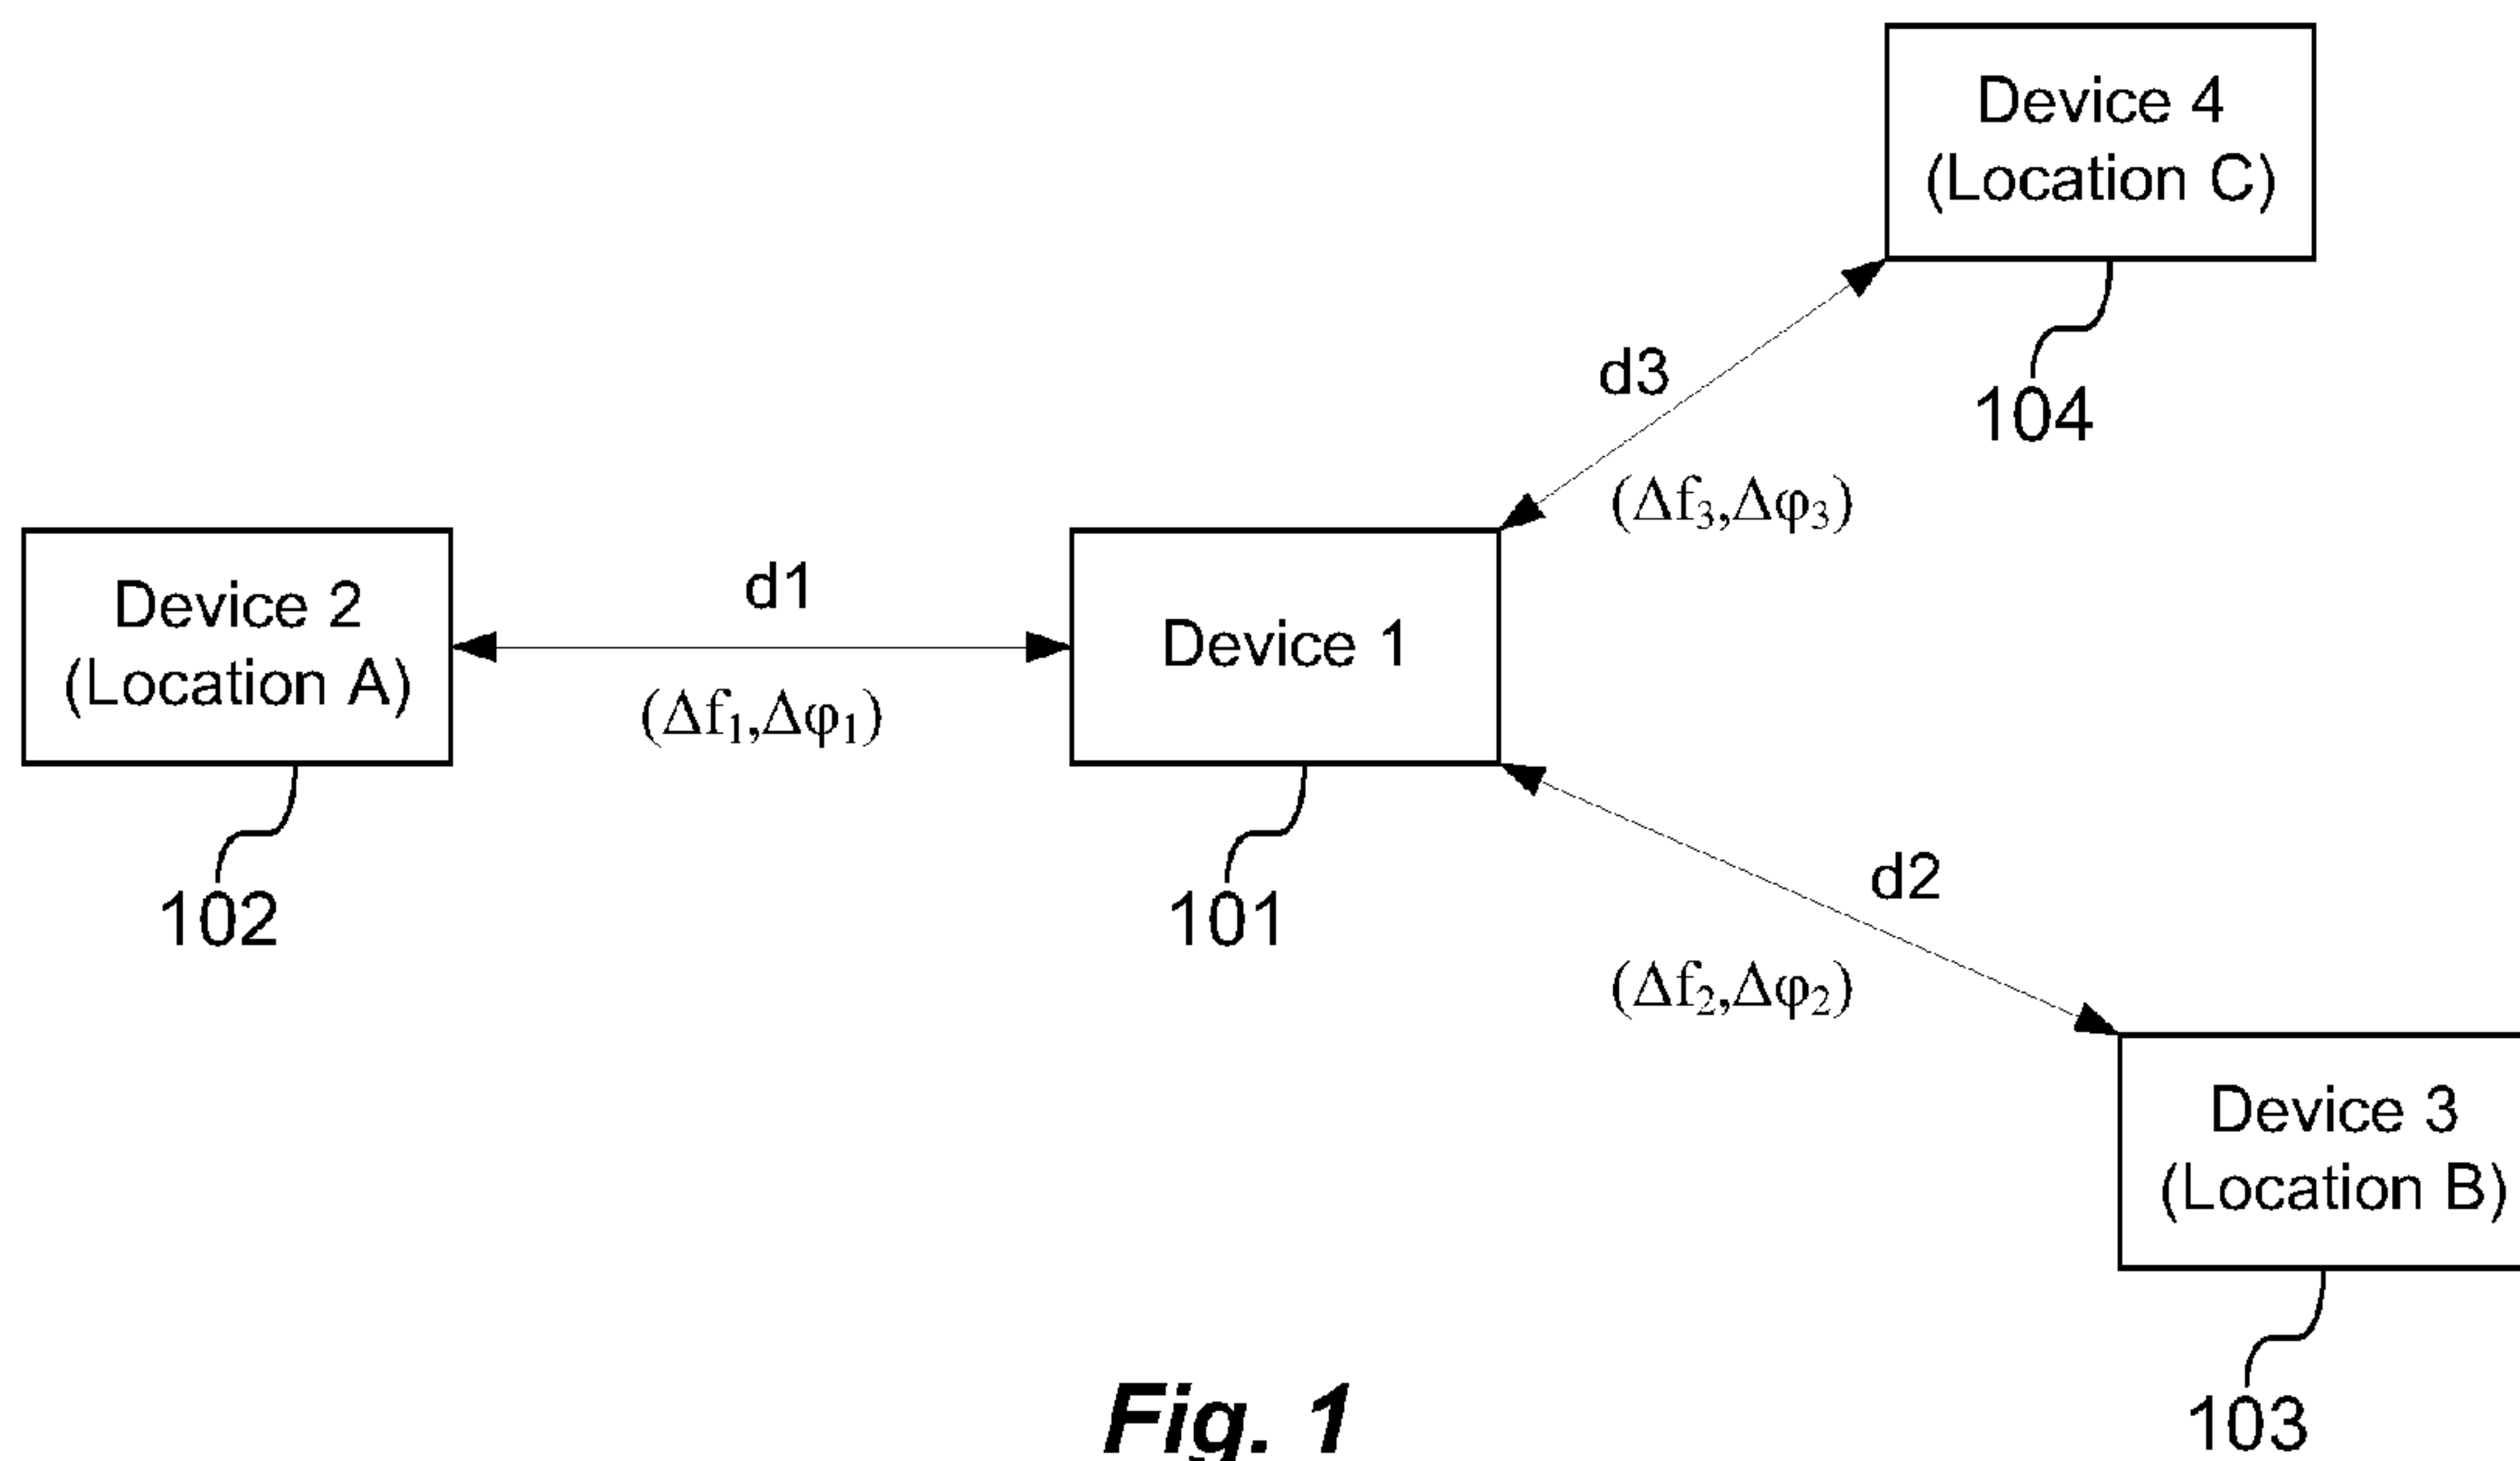 Device 4
(Location C)
104
d3
(Δf₃,Δφ₃)
Device 2
(Location A)
102
d1
(Δf₁,Δφ₁)
Device 1
101
d2
(Δf₂,Δφ₂)
Device 3
(Location B)
103
Fig. 1